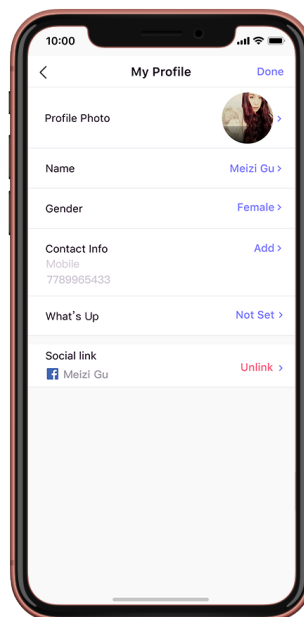 10:00
My Profile
Done
Profile Photo
Name
Meizi Gu
Gender
Female
Contact Info
Add
Mobile
7789965433
What's Up
Not Set
Social link
Meizi Gu
Unlink